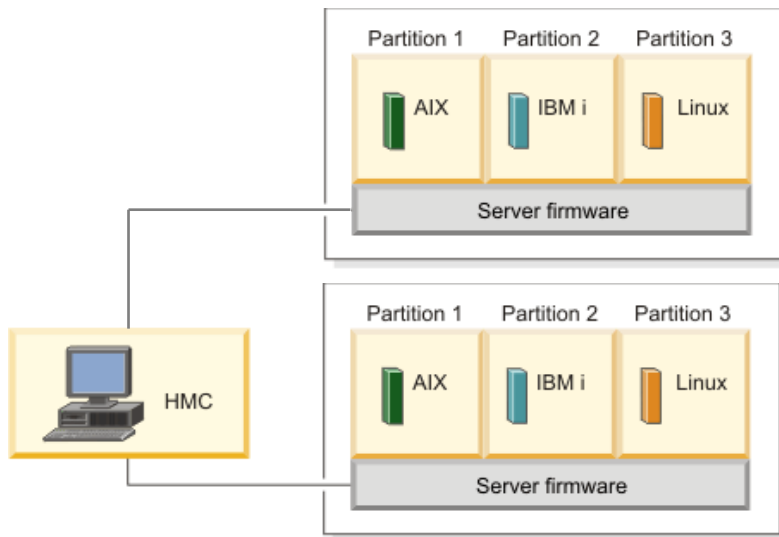 Partition 1 Partition 2 Partition 3
AIX IBM i Linux
Server firmware
HMC
Partition 1 Partition 2 Partition 3
AIX IBM i Linux
Server firmware